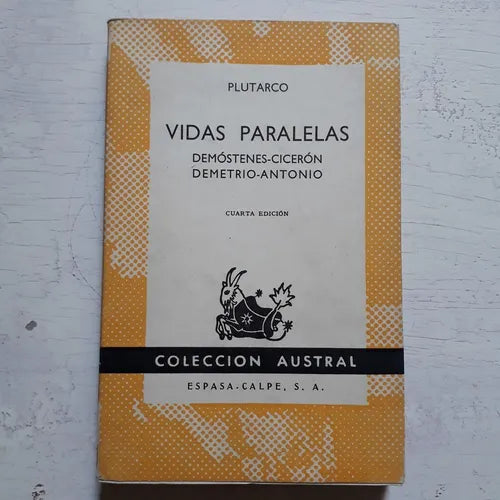 PLUTARCO
VIDAS PARALELAS
DEMÓSTENES-CICERÓN
DEMETRIO-ANTONIO
CUARTA EDICIÓN
COLECCION AUSTRAL
ESPASA-CALPE, S. A.